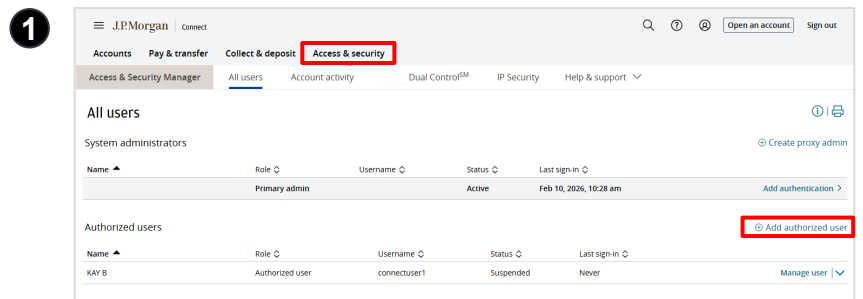 1
J.P.Morgan | Connect Open an account Sign out
Accounts Pay & transfer Collect & deposit Access & security
Access & Security Manager All users Account activity Dual Control℠ IP Security Help & support
All users
System administrators Create proxy admin
Name Role Username Status Last sign-in
Primary admin Active Feb 10, 2026, 10:28 am Add authentication >
Authorized users Add authorized user
Name Role Username Status Last sign-in
KAY B Authorized user connectuser1 Suspended Never Manage user